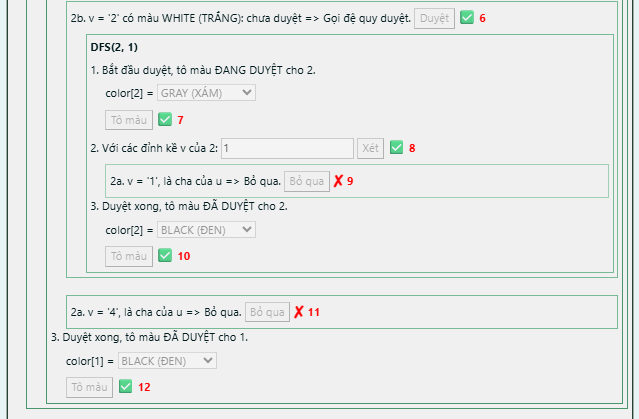 2b. v = '2' có màu WHITE (TRẮNG): chưa duyệt => Gọi đệ quy duyệt. Duyệt ✅ 6
DFS(2, 1)
1. Bắt đầu duyệt, tô màu ĐANG DUYỆT cho 2.
color[2] = GRAY (XÁM)
Tô màu ✅ 7
2. Với các đỉnh kề v của 2: 1 Xét ✅ 8
2a. v = '1', là cha của u => Bỏ qua. Bỏ qua ✗ 9
3. Duyệt xong, tô màu ĐÃ DUYỆT cho 2.
color[2] = BLACK (ĐEN)
Tô màu ✅ 10
2a. v = '4', là cha của u => Bỏ qua. Bỏ qua ✗ 11
3. Duyệt xong, tô màu ĐÃ DUYỆT cho 1.
color[1] = BLACK (ĐEN)
Tô màu ✅ 12